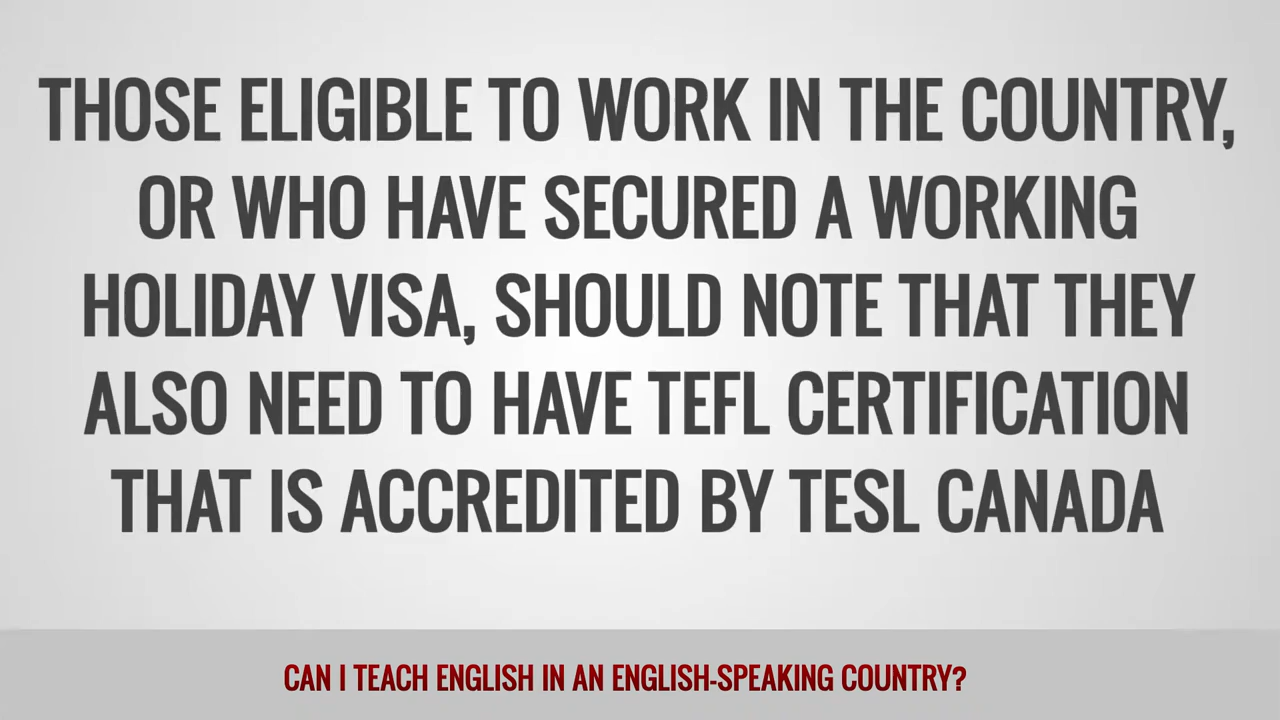 THOSE ELIGIBLE TO WORK IN THE COUNTRY,
OR WHO HAVE SECURED A WORKING
HOLIDAY VISA, SHOULD NOTE THAT THEY
ALSO NEED TO HAVE TEFL CERTIFICATION
THAT IS ACCREDITED BY TESL CANADA
CAN I TEACH ENGLISH IN AN ENGLISH-SPEAKING COUNTRY?